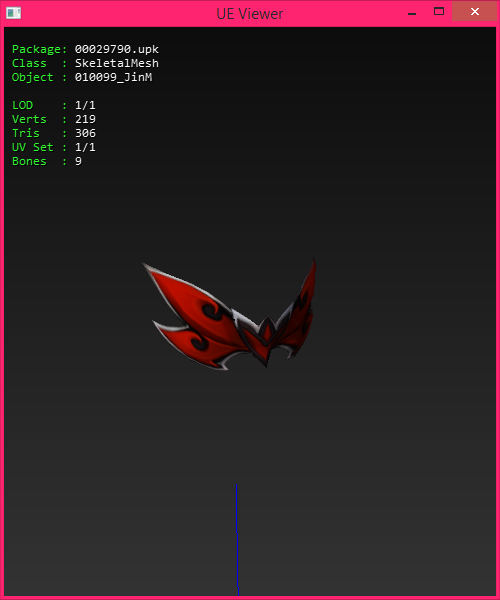 UE Viewer
Package: 00029790.upk
Class : SkeletalMesh
Object : 010099_JinM
LOD : 1/1
Verts : 219
Tris : 306
UV Set : 1/1
Bones : 9